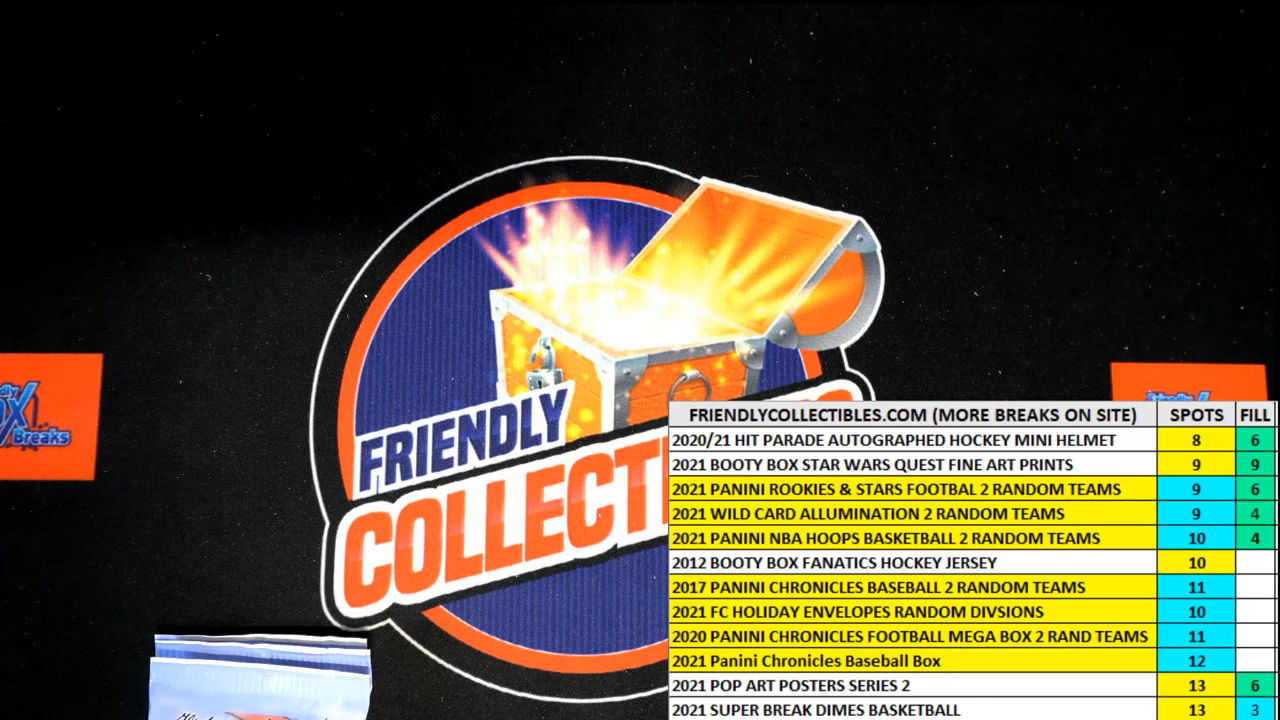 FRIENDLY
Breaks
FRIENDLYCOLLECTIBLES.COM (MORE BREAKS ON SITE) SPOTS FILL
2020/21 HIT PARADE AUTOGRAPHED HOCKEY MINI HELMET 8 6
2021 BOOTY BOX STAR WARS QUEST FINE ART PRINTS 9 9
2021 PANINI ROOKIES & STARS FOOTBAL 2 RANDOM TEAMS 9 6
2021 WILD CARD ALLUMINATION 2 RANDOM TEAMS 9 4
2021 PANINI NBA HOOPS BASKETBALL 2 RANDOM TEAMS 10 4
2012 BOOTY BOX FANATICS HOCKEY JERSEY 10
2017 PANINI CHRONICLES BASEBALL 2 RANDOM TEAMS 11
2021 FC HOLIDAY ENVELOPES RANDOM DIVSIONS 10
2020 PANINI CHRONICLES FOOTBALL MEGA BOX 2 RAND TEAMS 11
2021 Panini Chronicles Baseball Box 12
2021 POP ART POSTERS SERIES 2 13 6
2021 SUPER BREAK DIMES BASKETBALL 13 3